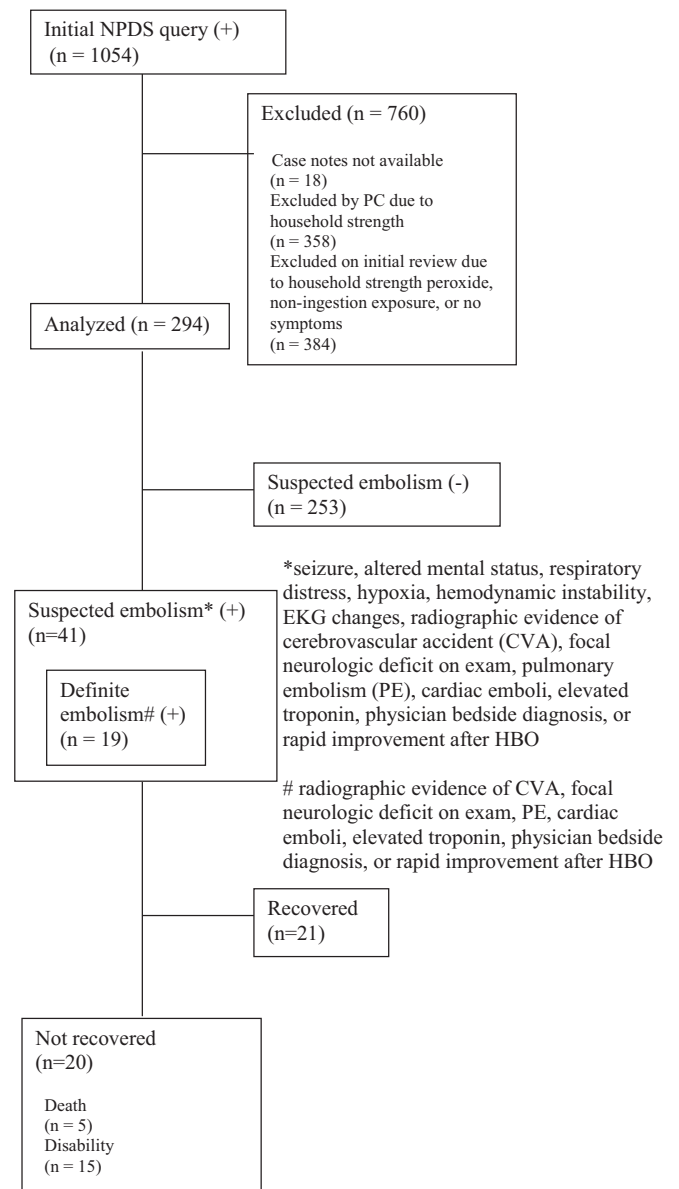 Initial NPDS query (+)
(n = 1054)
Excluded (n = 760)
Case notes not available
(n = 18)
Excluded by PC due to
household strength
(n = 358)
Excluded on initial review due
to household strength peroxide,
non-ingestion exposure, or no
symptoms
(n = 384)
Analyzed (n = 294)
Suspected embolism (-)
(n = 253)
*seizure, altered mental status, respiratory
distress, hypoxia, hemodynamic instability,
EKG changes, radiographic evidence of
cerebrovascular accident (CVA), focal
neurologic deficit on exam, pulmonary
embolism (PE), cardiac emboli, elevated
troponin, physician bedside diagnosis, or
rapid improvement after HBO
Suspected embolism* (+)
(n=41)
Definite
embolism# (+)
(n = 19)
# radiographic evidence of CVA, focal
neurologic deficit on exam, PE, cardiac
emboli, elevated troponin, physician bedside
diagnosis, or rapid improvement after HBO
Recovered
(n=21)
Not recovered
(n=20)
Death
(n = 5)
Disability
(n = 15)